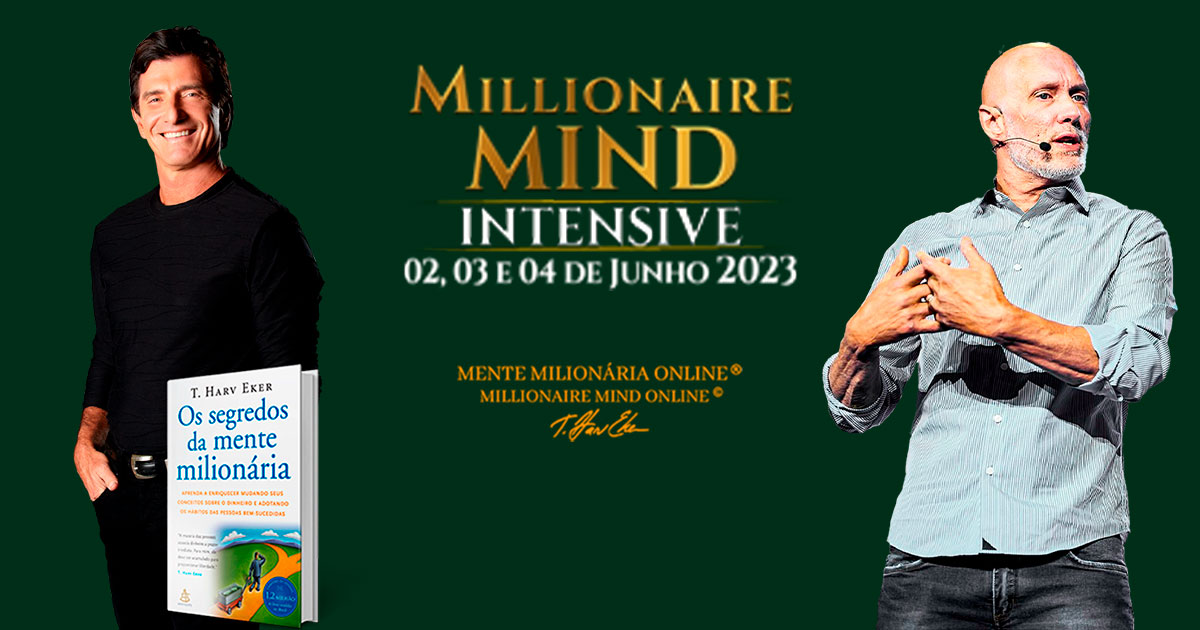 MILLIONAIRE
MIND
INTENSIVE
02, 03 E 04 DE JUNHO 2023
MENTE MILIONÁRIA ONLINE®
MILLIONAIRE MIND ONLINE©
T. Harv Eker
T. HARV EKER
Os segredos
da mente
milionária
APRENDA A ENRIQUECER MUDANDO SEUS
CONCEITOS SOBRE O DINHEIRO E ADOTANDO
OS HÁBITOS DAS PESSOAS BEM-SUCEDIDAS
T. Harv Eker